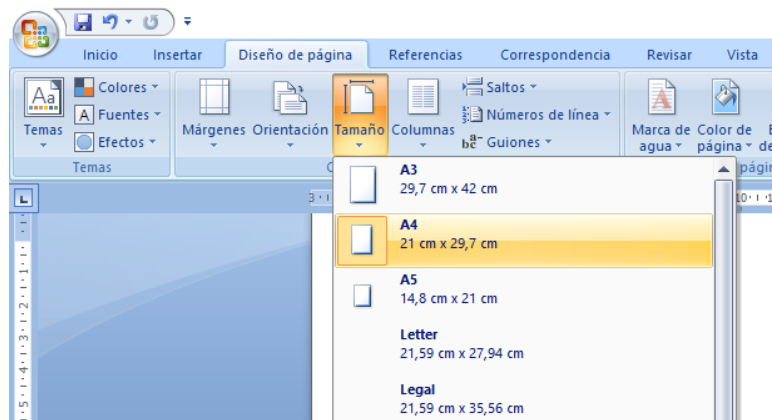 Inicio Insertar Diseño de página Referencias Correspondencia Revisar Vista
Aa
Temas
Colores
A Fuentes
Efectos
Márgenes
Orientación
Tamaño
Columnas
Saltos
Números de línea
Guiones
Marca de agua
Color de página
Temas
A3
29,7 cm x 42 cm
A4
21 cm x 29,7 cm
A5
14,8 cm x 21 cm
Letter
21,59 cm x 27,94 cm
Legal
21,59 cm x 35,56 cm